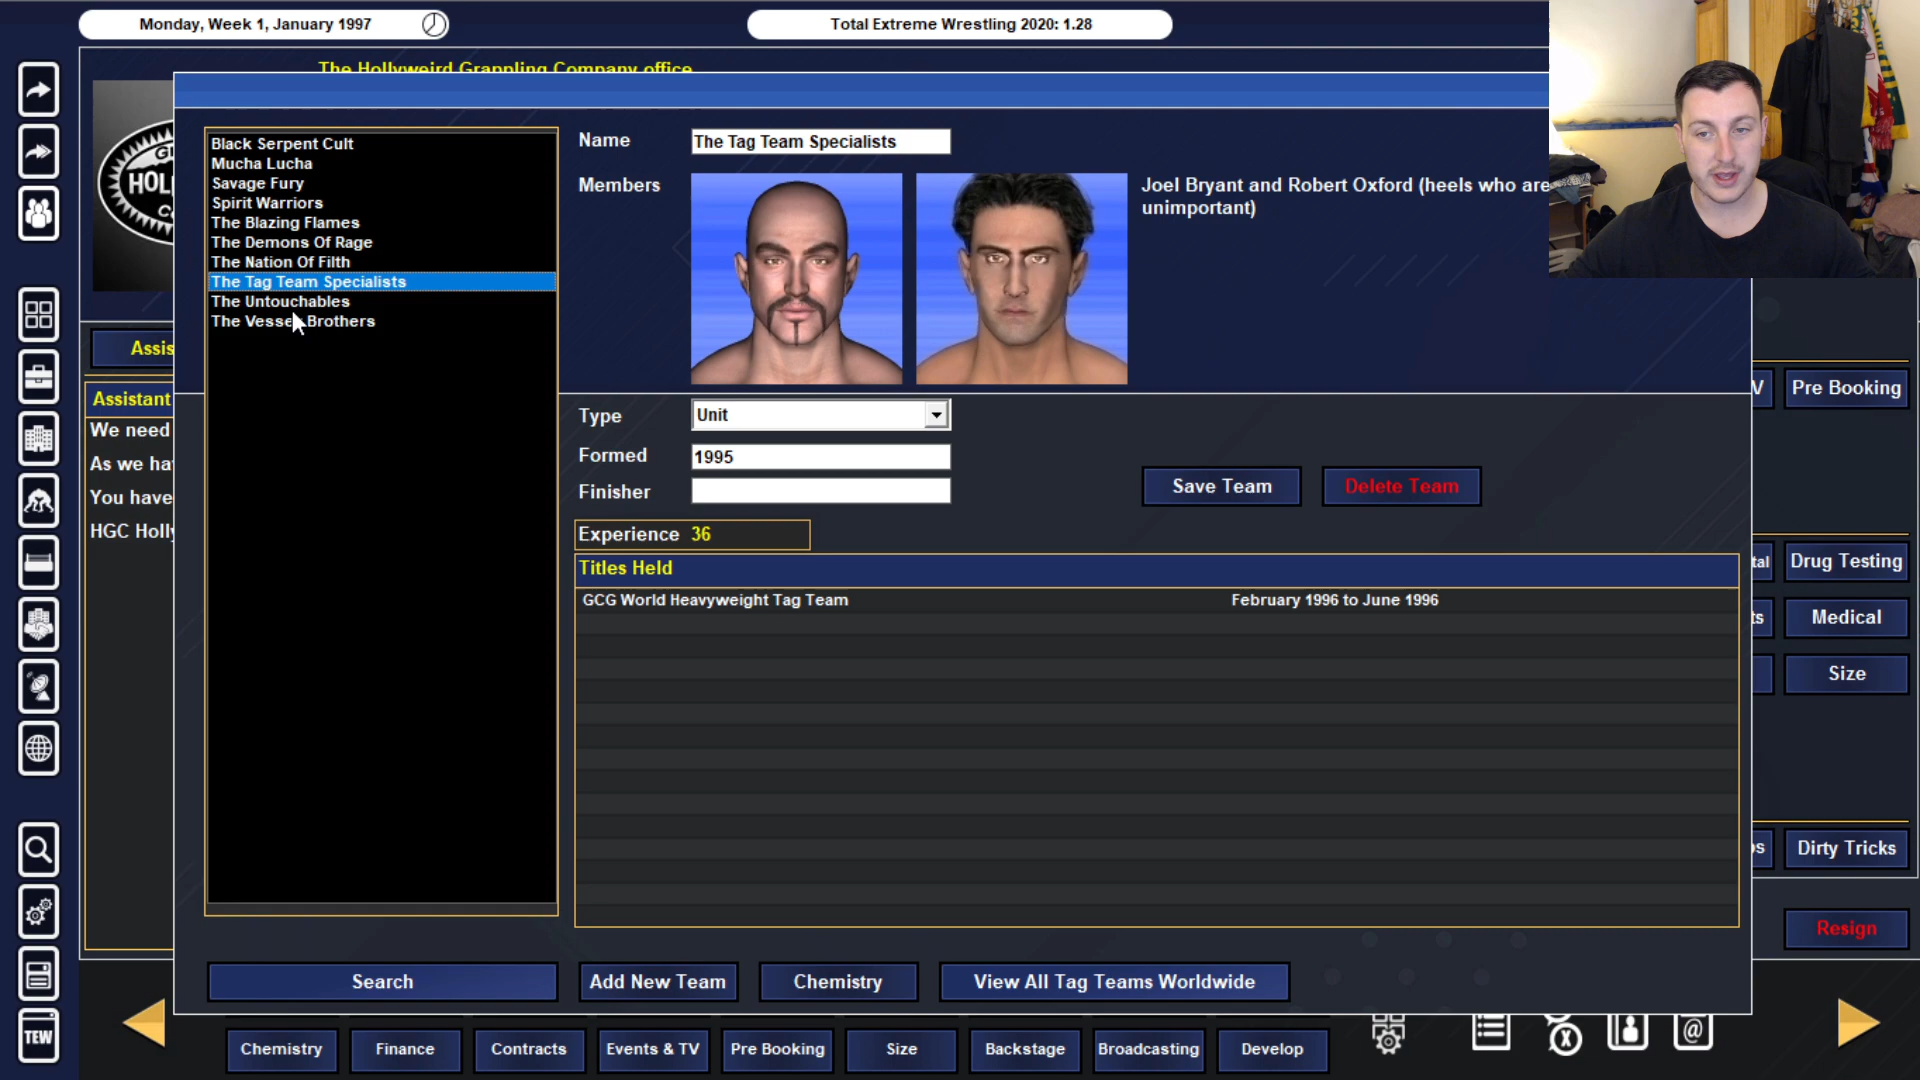 Monday, Week 1, January 1997
Total Extreme Wrestling 2020: 1.28
The Hollyweird Grappling Company office
HOL
Black Serpent Cult
Mucha Lucha
Savage Fury
Spirit Warriors
The Blazing Flames
The Demons Of Rage
The Nation Of Filth
The Tag Team Specialists
The Untouchables
The Vessey Brothers
Name
The Tag Team Specialists
Members
Joel Bryant and Robert Oxford (heels who are
unimportant)
Type
Unit
Formed
1995
Finisher
Save Team
Delete Team
Experience 36
Titles Held
GCG World Heavyweight Tag Team
February 1996 to June 1996
Assis
Assistant
We need
As we ha
You have
HGC Holly
V
Pre Booking
tal
Drug Testing
ts
Medical
Size
Dirty Tricks
Resign
Search
Add New Team
Chemistry
View All Tag Teams Worldwide
TEW
Chemistry
Finance
Contracts
Events & TV
Pre Booking
Size
Backstage
Broadcasting
Develop
X
@